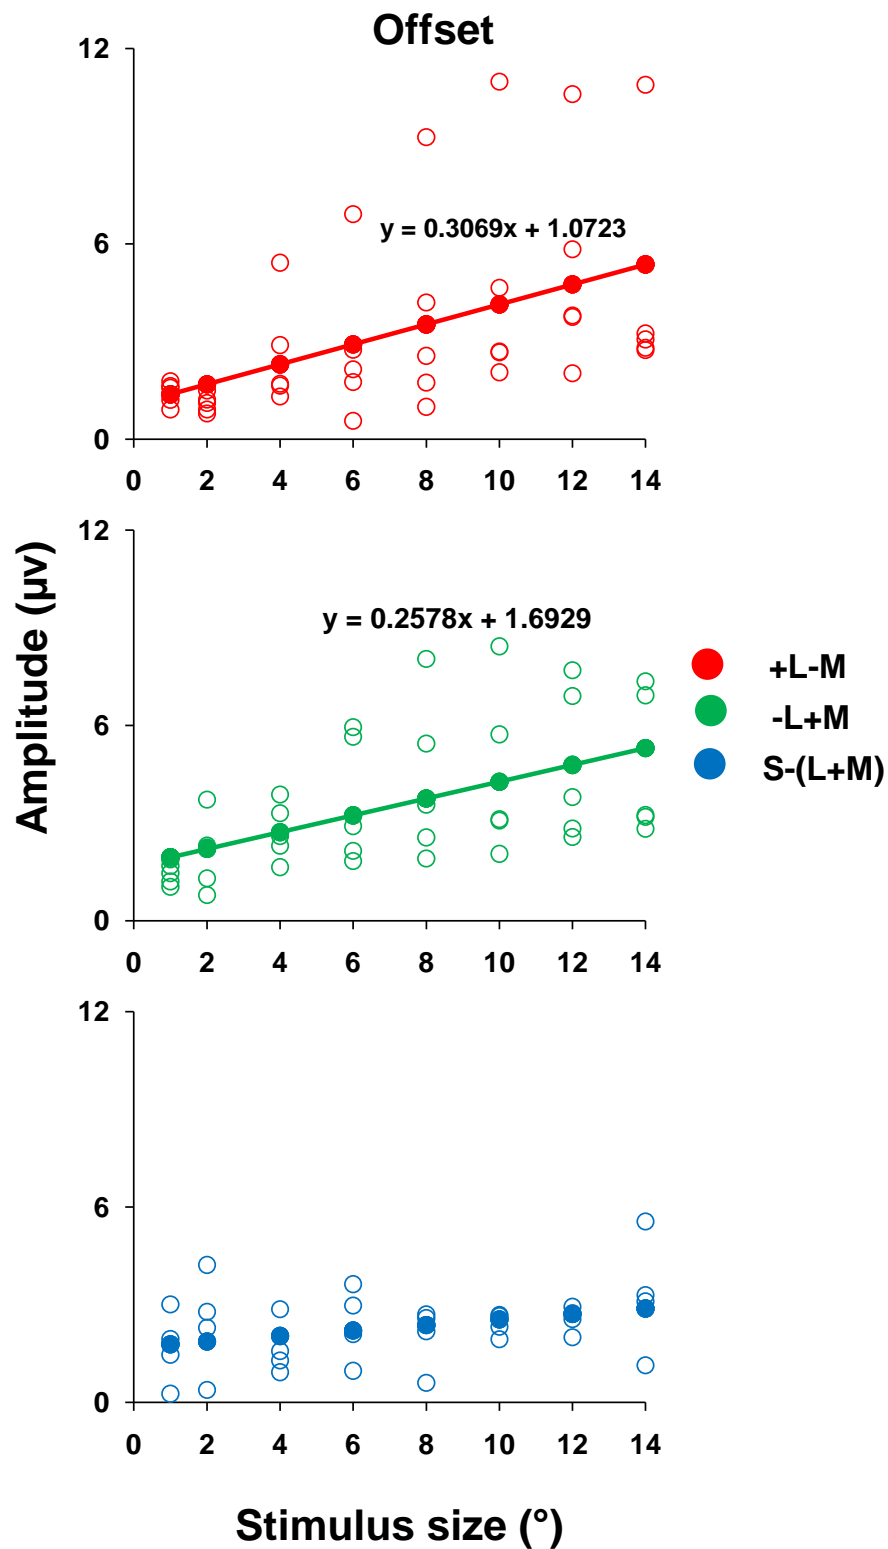 Offset
12
y = 0.3069x + 1.0723
6
0
0 2 4 6 8 10 12 14
12
y = 0.2578x + 1.6929
6
0
0 2 4 6 8 10 12 14
Amplitude (µv)
+L-M
-L+M
S-(L+M)
12
6
0
0 2 4 6 8 10 12 14
Stimulus size (°)